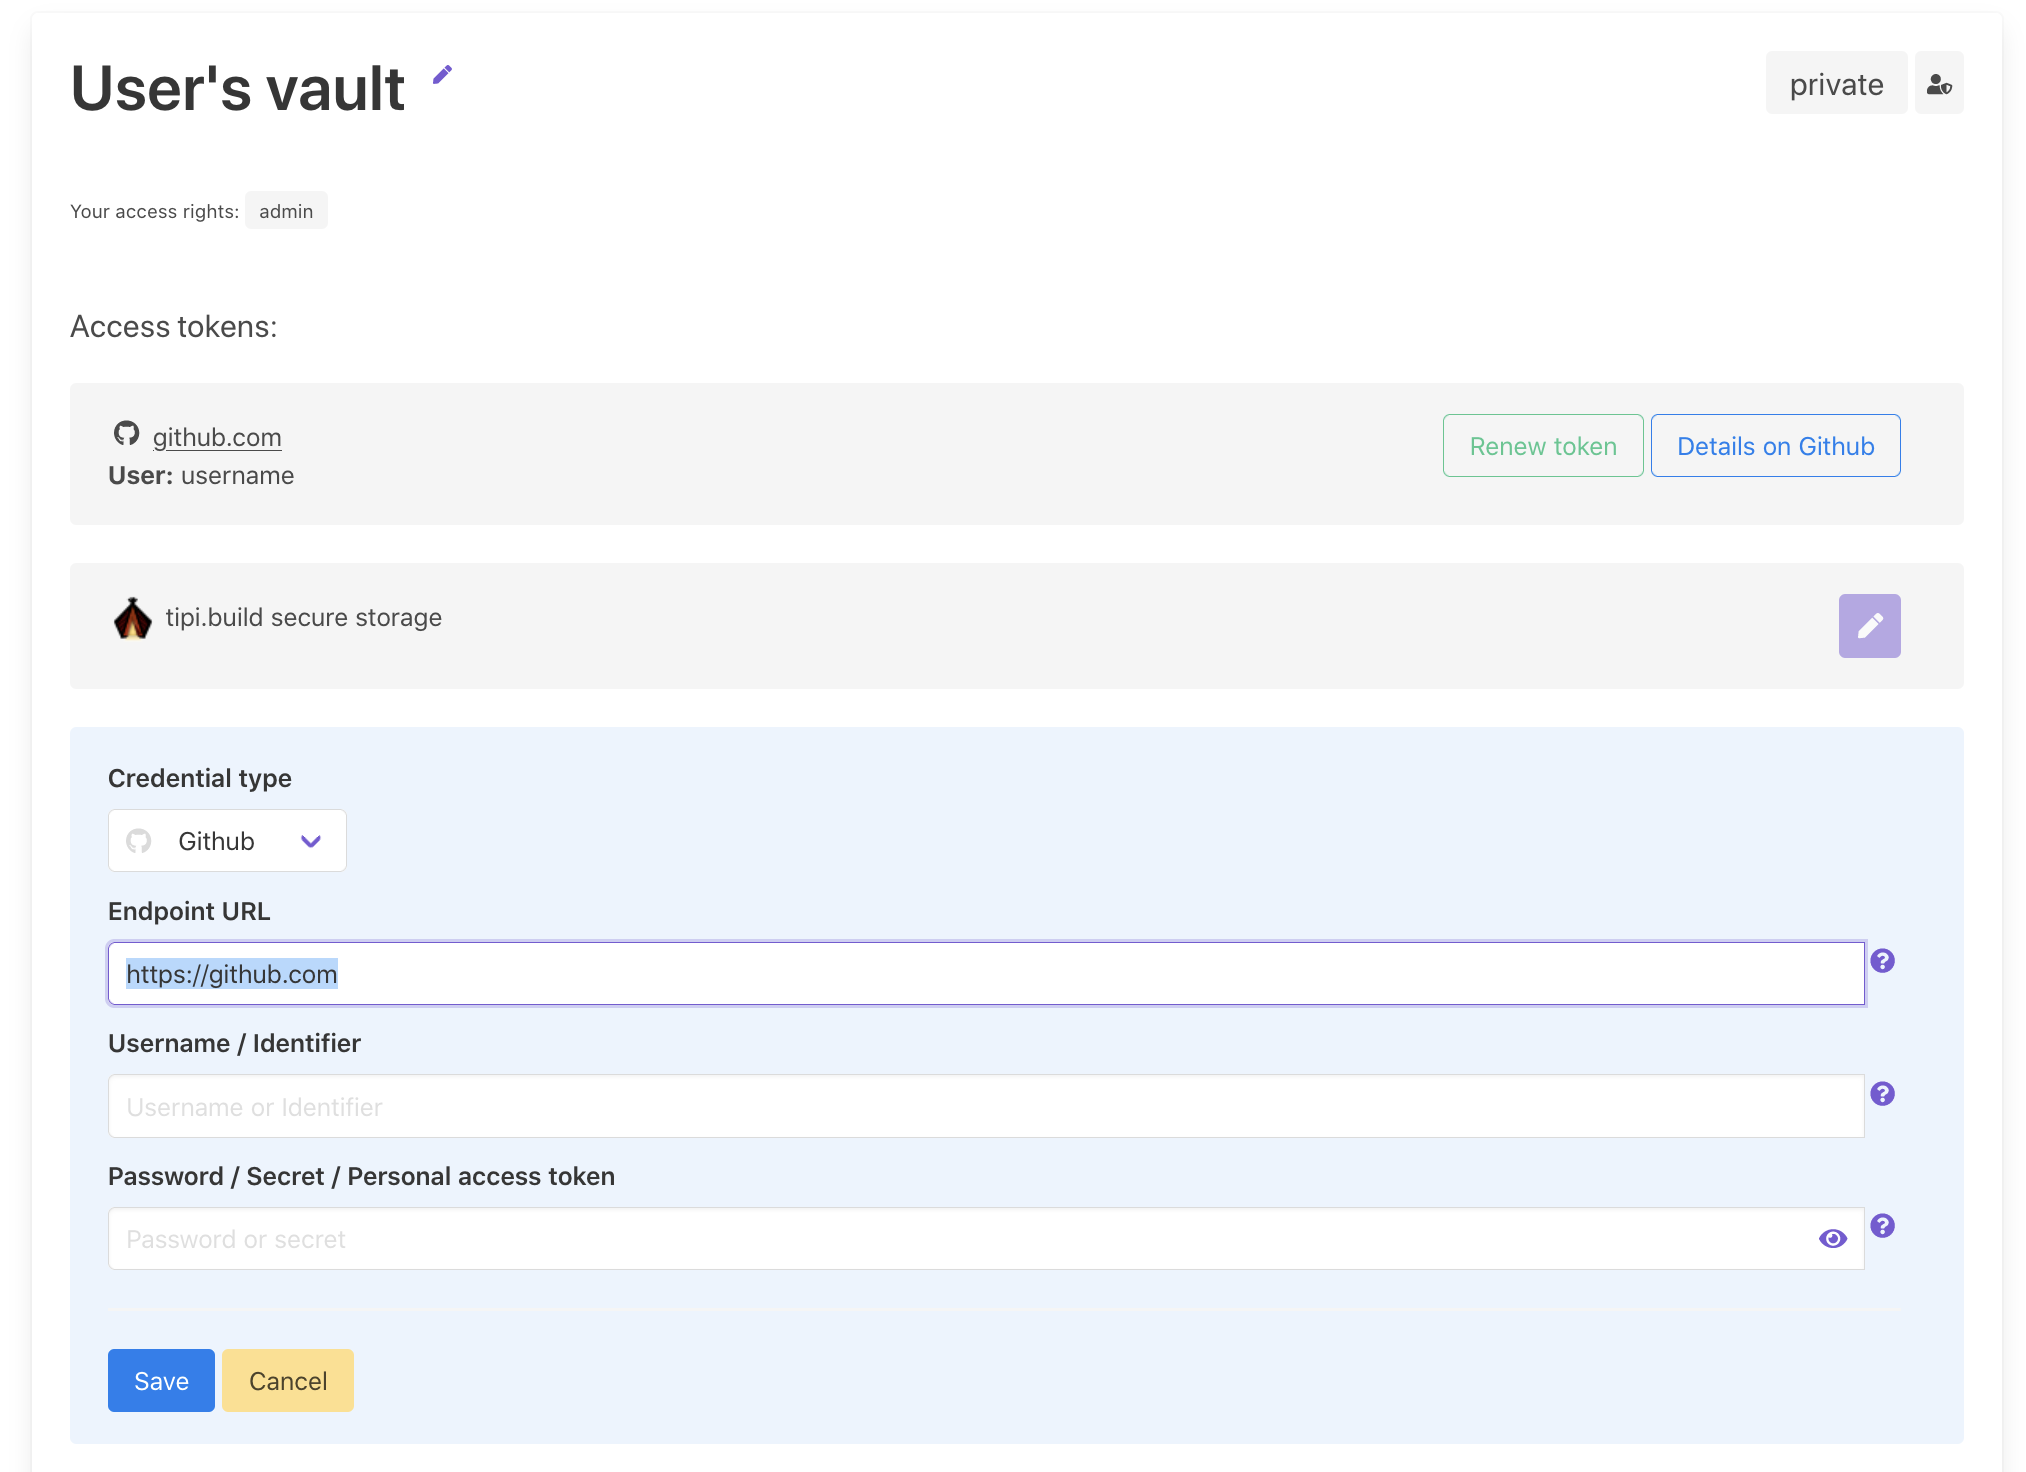 User's vault
private
Your access rights: admin
Access tokens:
github.com
User: username
Renew token
Details on Github
tipi.build secure storage
Credential type
Github
Endpoint URL
https://github.com
Username / Identifier
Username or Identifier
Password / Secret / Personal access token
Password or secret
Save
Cancel